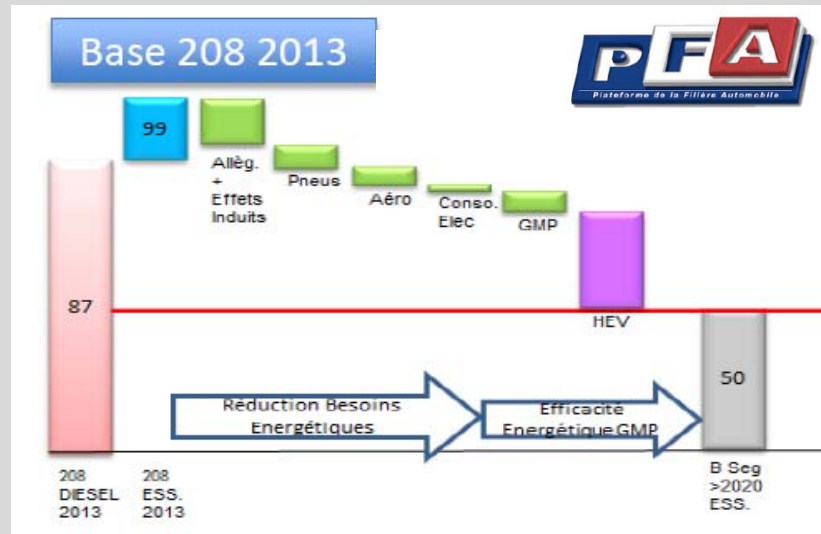 Base 208 2013
PFA
Plateforme de la Filière Automobile
99
Allèg.
+
Effets
Induits
Pneus
Aéro
Conso.
Elec
GMP
87
HEV
50
Réduction Besoins
Energétiques
Efficacité
Energétique GMP
208
DIESEL
2013
208
ESS.
2013
B Seg
>2020
ESS.